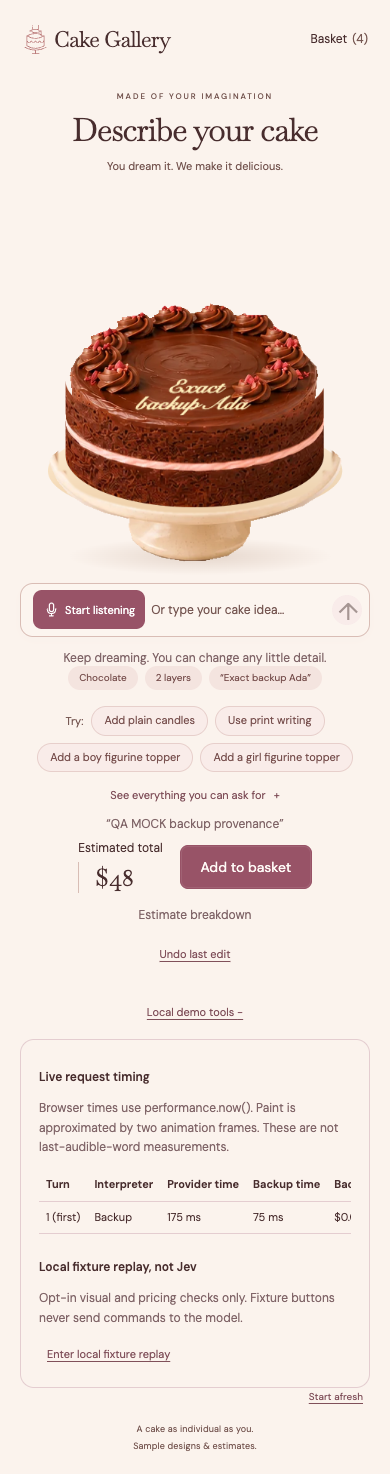 Cake Gallery
Basket (4)
MADE OF YOUR IMAGINATION
Describe your cake
You dream it. We make it delicious.
Exact
backup Ada
Start listening
Or type your cake idea...
Keep dreaming. You can change any little detail.
Chocolate
2 layers
“Exact backup Ada”
Try:
Add plain candles
Use print writing
Add a boy figurine topper
Add a girl figurine topper
See everything you can ask for +
“QA MOCK backup provenance”
Estimated total
$48
Add to basket
Estimate breakdown
Undo last edit
Local demo tools −
Live request timing
Browser times use performance.now(). Paint is
approximated by two animation frames. These are not
last-audible-word measurements.
Turn Interpreter Provider time Backup time
1 (first) Backup 175 ms 75 ms
Local fixture replay, not Jev
Opt-in visual and pricing checks only. Fixture buttons
never send commands to the model.
Enter local fixture replay
Start afresh
A cake as individual as you.
Sample designs & estimates.